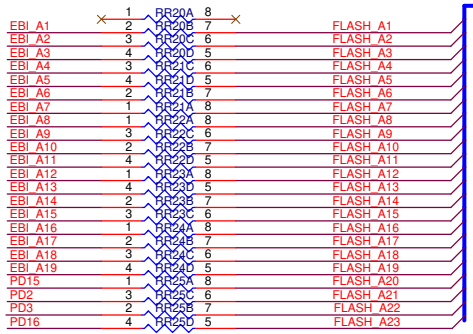 1 RR20A 8
EBI_A1 2 RR20B 7 FLASH_A1
EBI_A2 3 RR20C 6 FLASH_A2
EBI_A3 4 RR20D 5 FLASH_A3
EBI_A4 3 RR21C 6 FLASH_A4
EBI_A5 4 RR21D 5 FLASH_A5
EBI_A6 2 RR21B 7 FLASH_A6
EBI_A7 1 RR21A 8 FLASH_A7
EBI_A8 1 RR22A 8 FLASH_A8
EBI_A9 3 RR22C 6 FLASH_A9
EBI_A10 2 RR22B 7 FLASH_A10
EBI_A11 4 RR22D 5 FLASH_A11
EBI_A12 1 RR23A 8 FLASH_A12
EBI_A13 4 RR23D 5 FLASH_A13
EBI_A14 2 RR23B 7 FLASH_A14
EBI_A15 3 RR23C 6 FLASH_A15
EBI_A16 1 RR24A 8 FLASH_A16
EBI_A17 2 RR24B 7 FLASH_A17
EBI_A18 3 RR24C 6 FLASH_A18
EBI_A19 4 RR24D 5 FLASH_A19
PD15 1 RR25A 8 FLASH_A20
PD2 3 RR25C 6 FLASH_A21
PD3 2 RR25B 7 FLASH_A22
PD16 4 RR25D 5 FLASH_A23